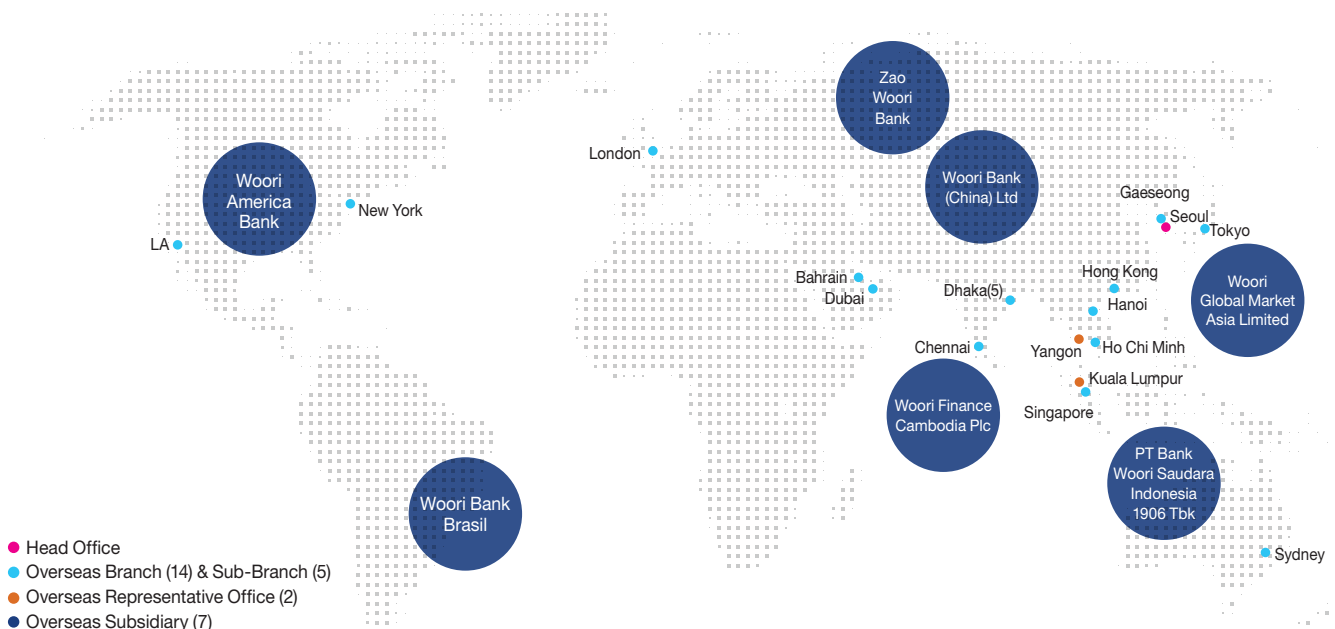 Zao
Woori
Bank
London
Woori Bank
(China) Ltd
Woori
America
Bank
New York
LA
Gaeseong
Seoul
Tokyo
Bahrain
Dubai
Dhaka(5)
Hong Kong
Hanoi
Woori
Global Market
Asia Limited
Chennai
Yangon
Ho Chi Minh
Kuala Lumpur
Singapore
Woori Finance
Cambodia Plc
PT Bank
Woori Saudara
Indonesia
1906 Tbk
Woori Bank
Brasil
Sydney
Head Office
Overseas Branch (14) & Sub-Branch (5)
Overseas Representative Office (2)
Overseas Subsidiary (7)